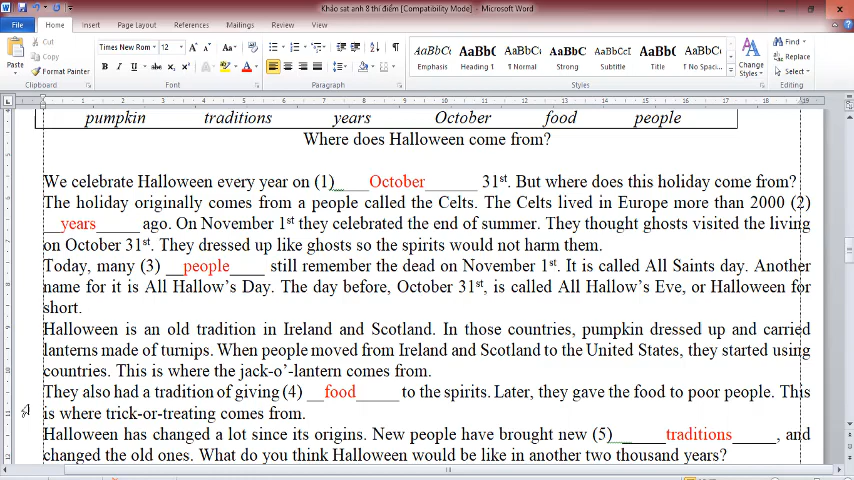 Khảo sat anh 8 thi điểm [Compatibility Mode] - Microsoft Word
File Home Insert Page Layout References Mailings Review View
Cut
Copy
Format Painter
Paste
Clipboard
Times New Rom 12
Font
Paragraph
AaBbCcI AaBbC AaBbCcI AaBbCc AaBbCcI AaBbC AaBbCcI
Emphasis Heading 1 ¶ Normal Strong Subtitle Title ¶ No Spaci...
Styles
Change Styles
Find
Replace
Select
Editing
pumpkin traditions years October food people
Where does Halloween come from?
We celebrate Halloween every year on (1)____October______ 31st. But where does this holiday come from?
The holiday originally comes from a people called the Celts. The Celts lived in Europe more than 2000 (2)
__years_____ ago. On November 1st they celebrated the end of summer. They thought ghosts visited the living
on October 31st. They dressed up like ghosts so the spirits would not harm them.
Today, many (3) __people____ still remember the dead on November 1st. It is called All Saints day. Another
name for it is All Hallow's Day. The day before, October 31st, is called All Hallow's Eve, or Halloween for
short.
Halloween is an old tradition in Ireland and Scotland. In those countries, pumpkin dressed up and carried
lanterns made of turnips. When people moved from Ireland and Scotland to the United States, they started using
countries. This is where the jack-o'-lantern comes from.
They also had a tradition of giving (4) __food_____ to the spirits. Later, they gave the food to poor people. This
is where trick-or-treating comes from.
Halloween has changed a lot since its origins. New people have brought new (5) _____traditions_____, and
changed the old ones. What do you think Halloween would be like in another two thousand years?